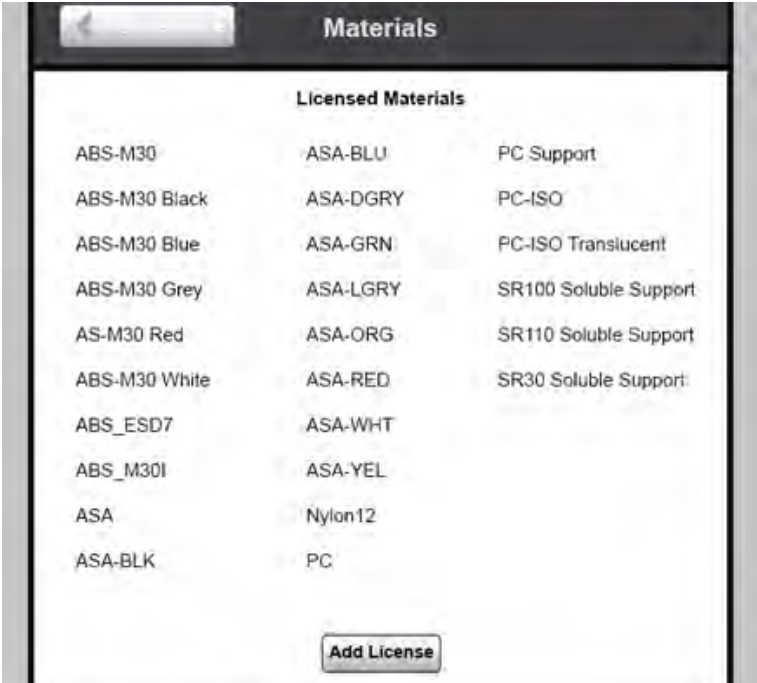 Materials
Licensed Materials
ABS-M30
ABS-M30 Black
ABS-M30 Blue
ABS-M30 Grey
AS-M30 Red
ABS-M30 White
ABS_ESD7
ABS_M30I
ASA
ASA-BLK
ASA-BLU
ASA-DGRY
ASA-GRN
ASA-LGRY
ASA-ORG
ASA-RED
ASA-WHT
ASA-YEL
Nylon12
PC
PC Support
PC-ISO
PC-ISO Translucent
SR100 Soluble Support
SR110 Soluble Support
SR30 Soluble Support
Add License